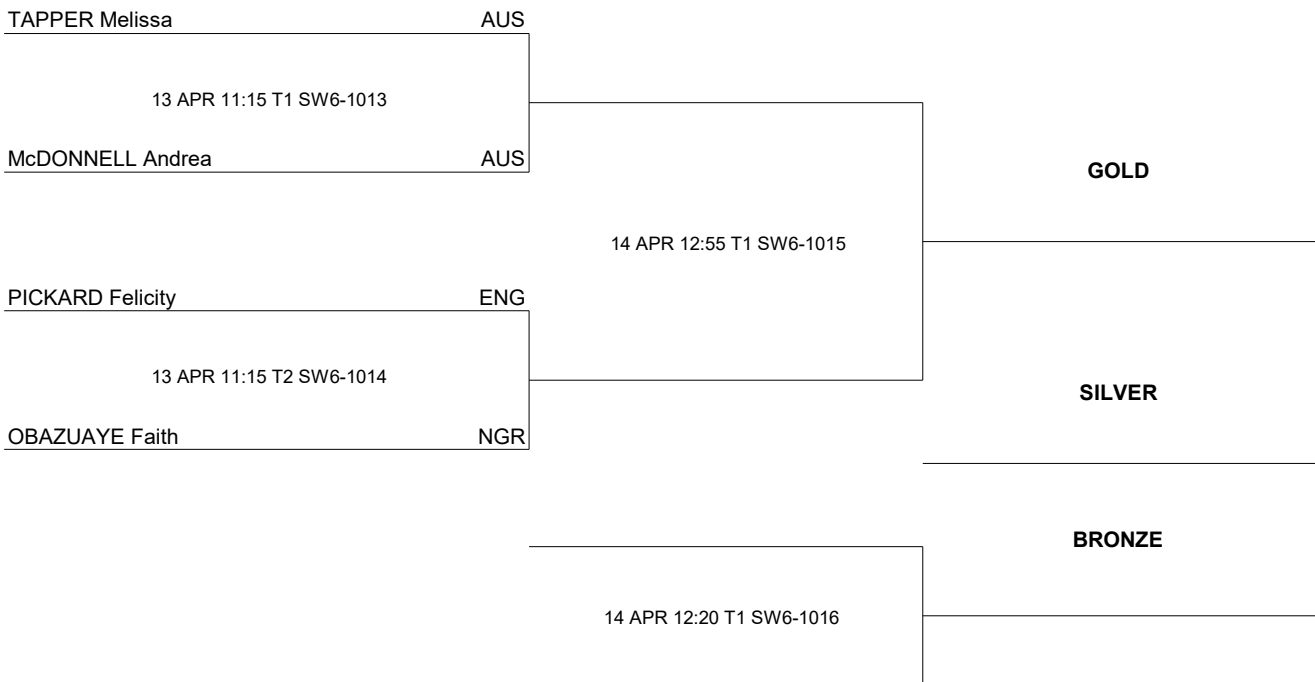 TAPPER Melissa AUS
13 APR 11:15 T1 SW6-1013
McDONNELL Andrea AUS
GOLD
14 APR 12:55 T1 SW6-1015
PICKARD Felicity ENG
13 APR 11:15 T2 SW6-1014
SILVER
OBAZUAYE Faith NGR
BRONZE
14 APR 12:20 T1 SW6-1016